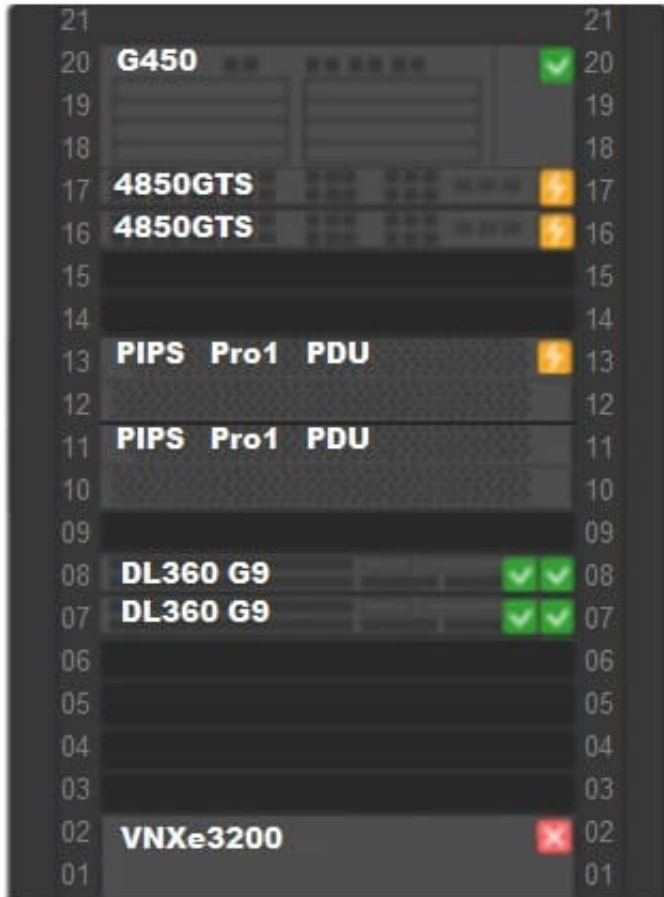 21 21
20 G450 20
19 19
18 18
17 4850GTS 17
16 4850GTS 16
15 15
14 14
13 PIPS Pro1 PDU 13
12 12
11 PIPS Pro1 PDU 11
10 10
09 09
08 DL360 G9 08
07 DL360 G9 07
06 06
05 05
04 04
03 03
02 VNXe3200 02
01 01